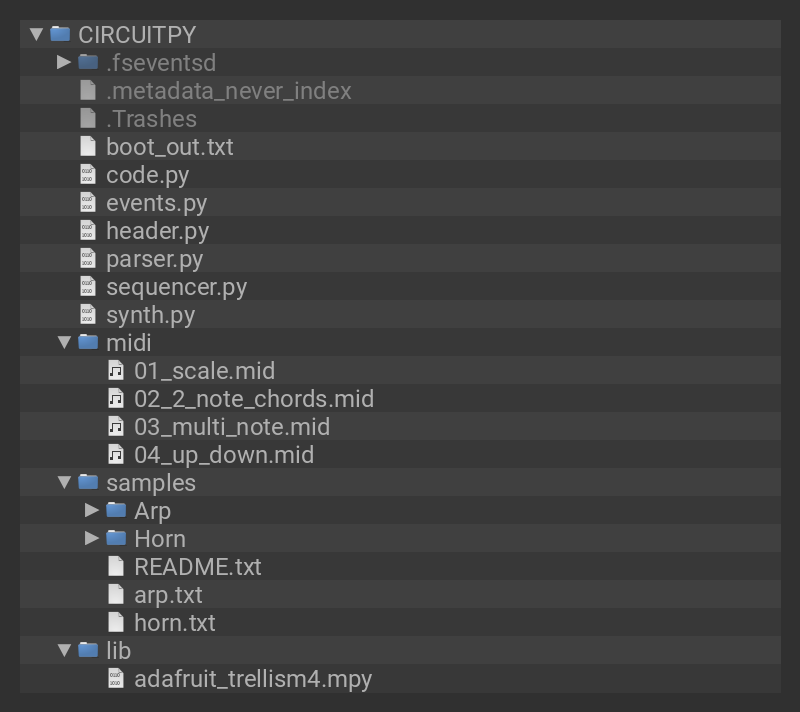 CIRCUITPY
.fseventsd
.metadata_never_index
.Trashes
boot_out.txt
code.py
events.py
header.py
parser.py
sequencer.py
synth.py
midi
01_scale.mid
02_2_note_chords.mid
03_multi_note.mid
04_up_down.mid
samples
Arp
Horn
README.txt
arp.txt
horn.txt
lib
adafruit_trellism4.mpy